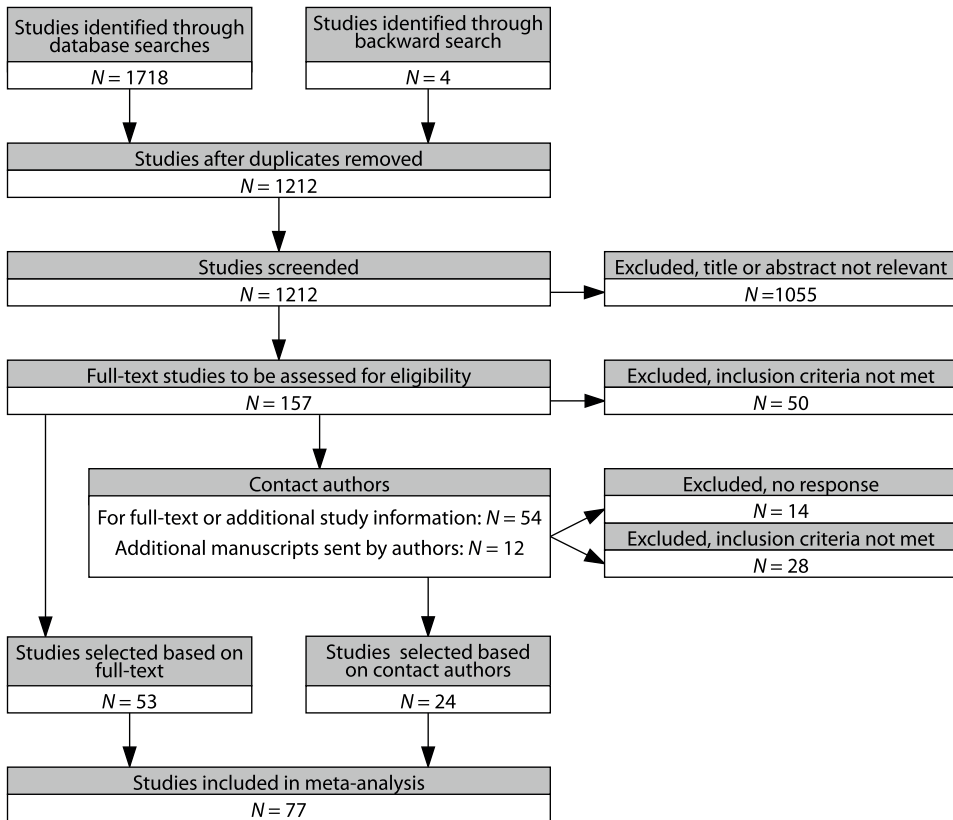 Studies identified through
database searches
N = 1718
Studies identified through
backward search
N = 4
Studies after duplicates removed
N = 1212
Studies screended
N = 1212
Excluded, title or abstract not relevant
N =1055
Full-text studies to be assessed for eligibility
N = 157
Excluded, inclusion criteria not met
N = 50
Contact authors
For full-text or additional study information: N = 54
Additional manuscripts sent by authors: N = 12
Excluded, no response
N = 14
Excluded, inclusion criteria not met
N = 28
Studies selected based on
full-text
N = 53
Studies selected based
on contact authors
N = 24
Studies included in meta-analysis
N = 77